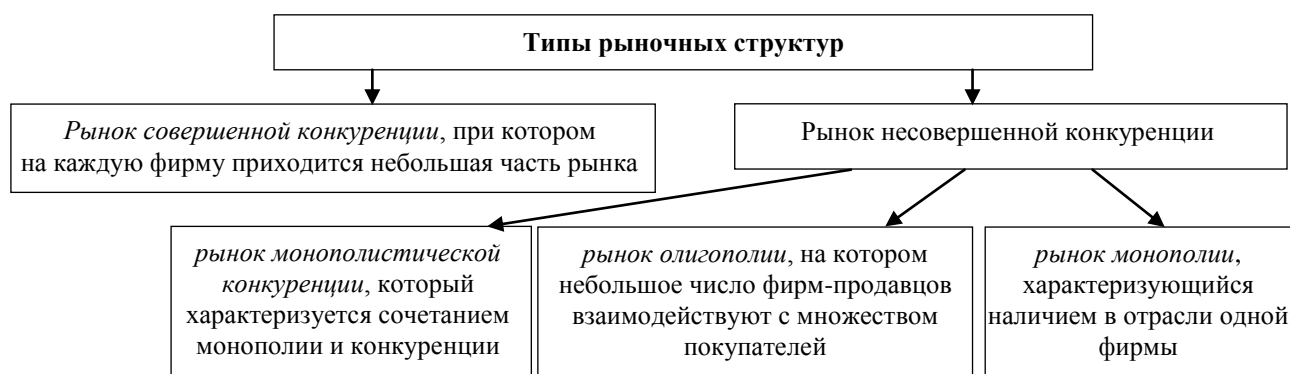 Типы рыночных структур
Рынок совершенной конкуренции, при котором
на каждую фирму приходится небольшая часть рынка
Рынок несовершенной конкуренции
рынок монополистической
конкуренции, который
характеризуется сочетанием
монополии и конкуренции
рынок олигополии, на котором
небольшое число фирм-продавцов
взаимодействуют с множеством
покупателей
рынок монополии,
характеризующийся
наличием в отрасли одной
фирмы